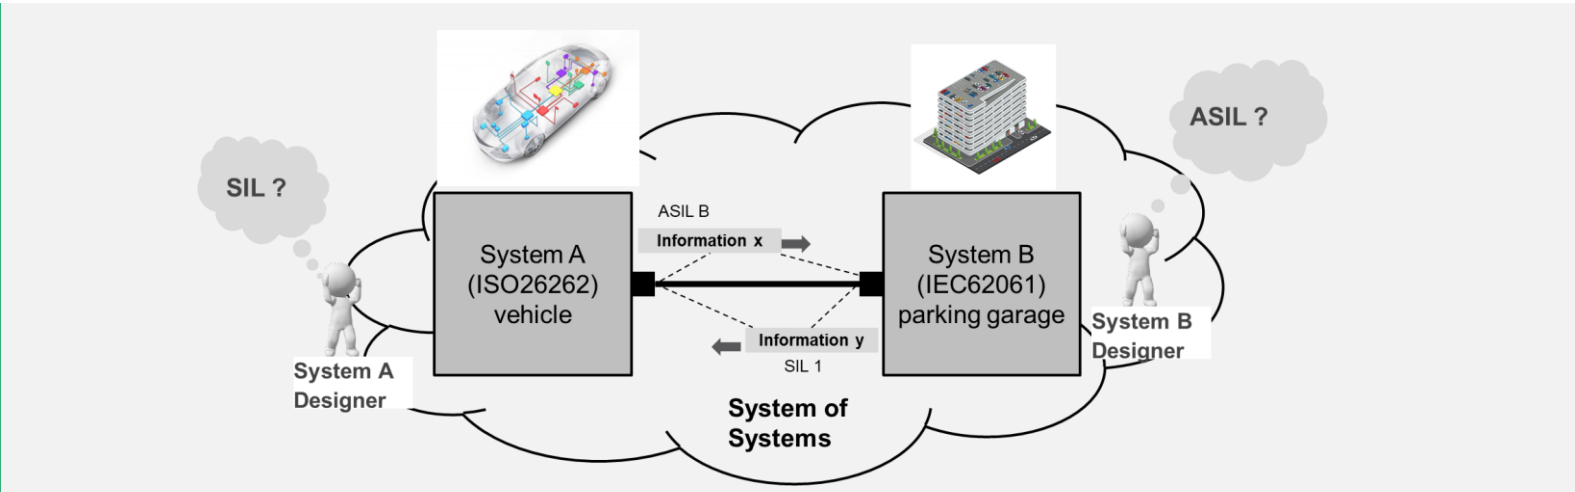 SIL ?
ASIL ?
ASIL B
Information x
System A
(ISO26262)
vehicle
System B
(IEC62061)
parking garage
Information y
SIL 1
System A
Designer
System B
Designer
System of
Systems